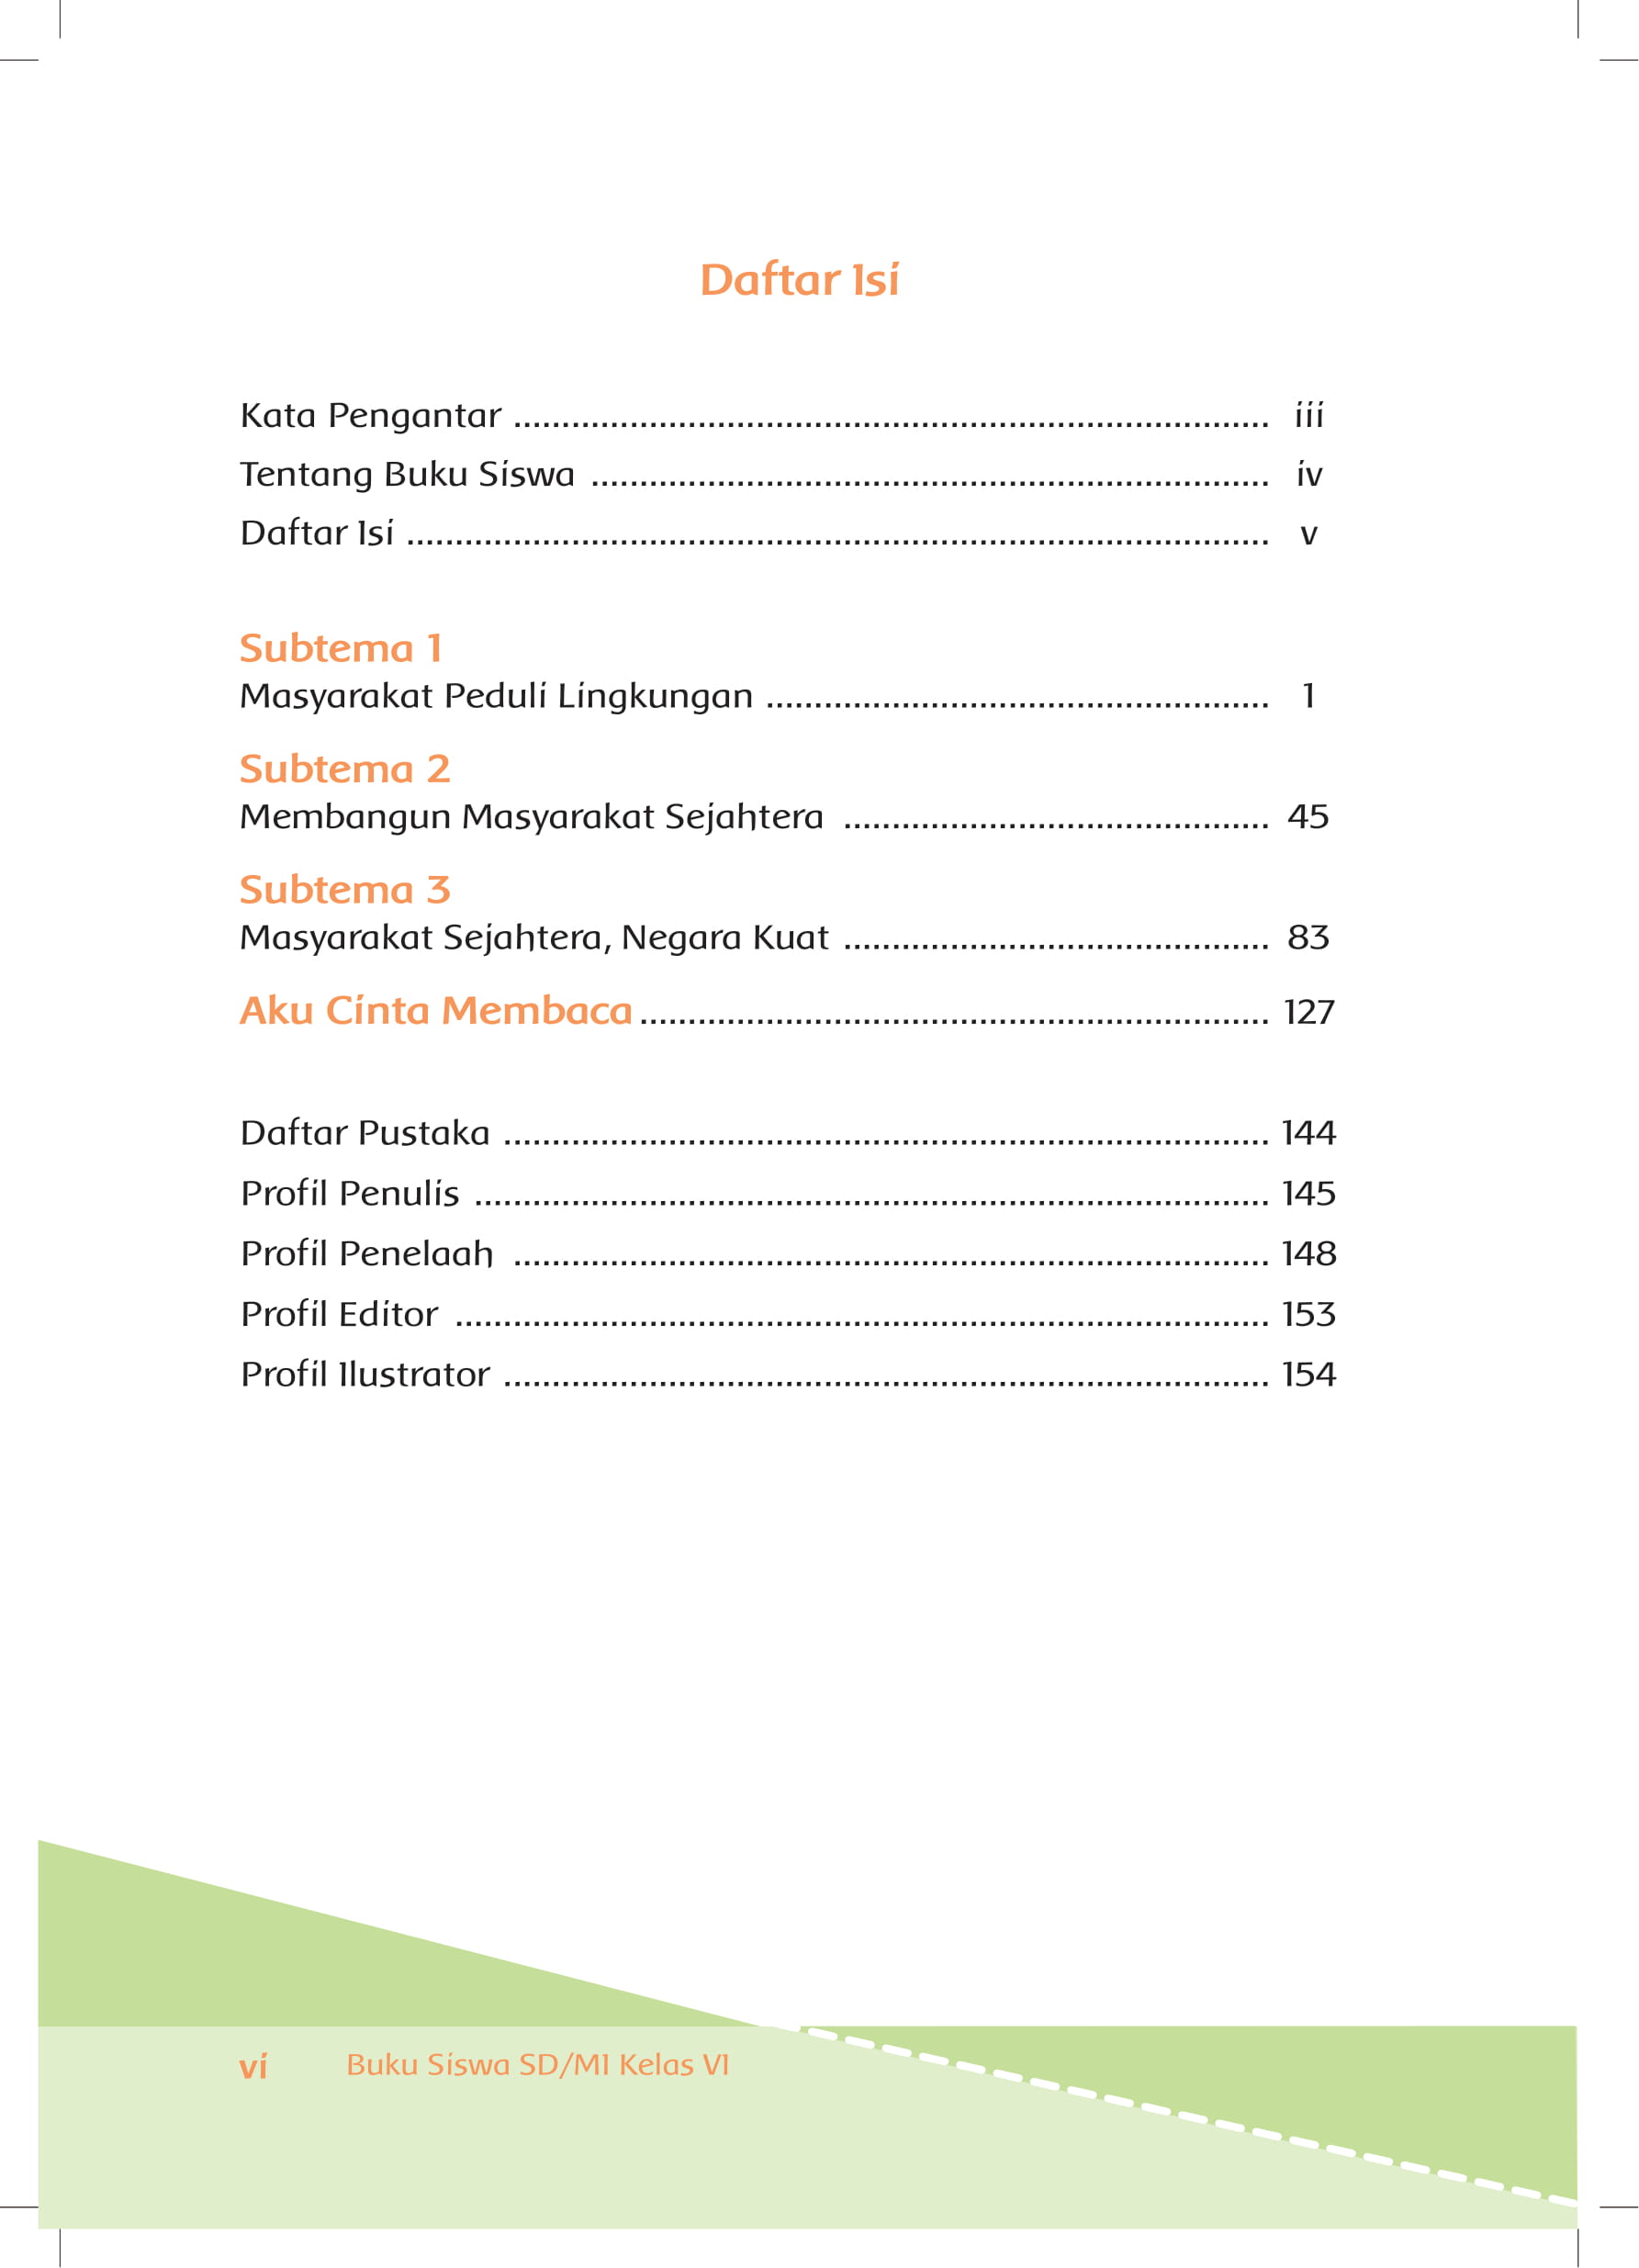 Daftar Isi
Kata Pengantar .............................................................................. iii
Tentang Buku Siswa ...................................................................... iv
Daftar Isi ......................................................................................... v
Subtema 1
Masyarakat Peduli Lingkungan .................................................... 1
Subtema 2
Membangun Masyarakat Sejahtera ............................................ 45
Subtema 3
Masyarakat Sejahtera, Negara Kuat ............................................ 83
Aku Cinta Membaca ................................................................. 127
Daftar Pustaka ............................................................................... 144
Profil Penulis .................................................................................. 145
Profil Penelaah .............................................................................. 148
Profil Editor .................................................................................... 153
Profil Ilustrator ............................................................................... 154
vi Buku Siswa SD/MI Kelas VI